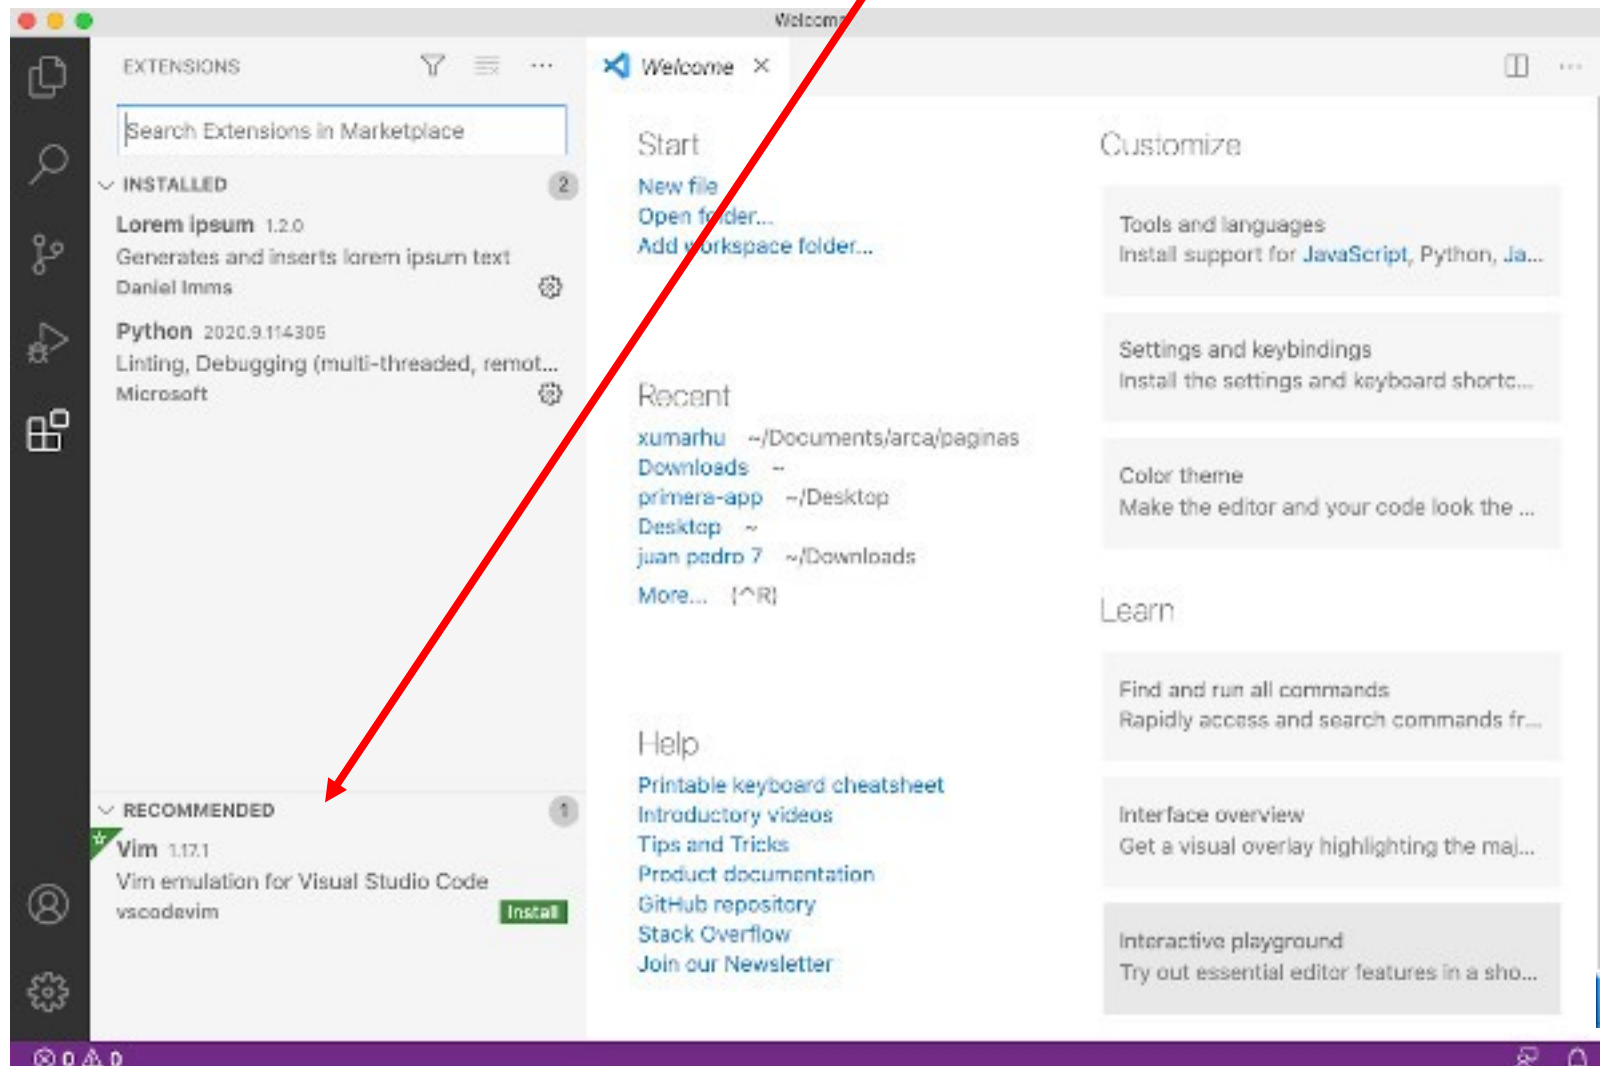 Welcome
EXTENSIONS
Search Extensions in Marketplace
INSTALLED 2
Lorem ipsum 1.2.0
Generates and inserts lorem ipsum text
Daniel Imms
Python 2020.9.114305
Linting, Debugging (multi-threaded, remot...
Microsoft
RECOMMENDED 1
Vim 1.17.1
Vim emulation for Visual Studio Code
vscodevim Install
Welcome
Start
New file
Open folder...
Add workspace folder...
Recent
xumarhu ~/Documents/arca/paginas
Downloads ~
primera-app ~/Desktop
Desktop ~
juan pedro 7 ~/Downloads
More... (^R)
Help
Printable keyboard cheatsheet
Introductory videos
Tips and Tricks
Product documentation
GitHub repository
Stack Overflow
Join our Newsletter
Customize
Tools and languages
Install support for JavaScript, Python, Ja...
Settings and keybindings
Install the settings and keyboard shortc...
Color theme
Make the editor and your code look the ...
Learn
Find and run all commands
Rapidly access and search commands fr...
Interface overview
Get a visual overlay highlighting the maj...
Interactive playground
Try out essential editor features in a sho...
0 0